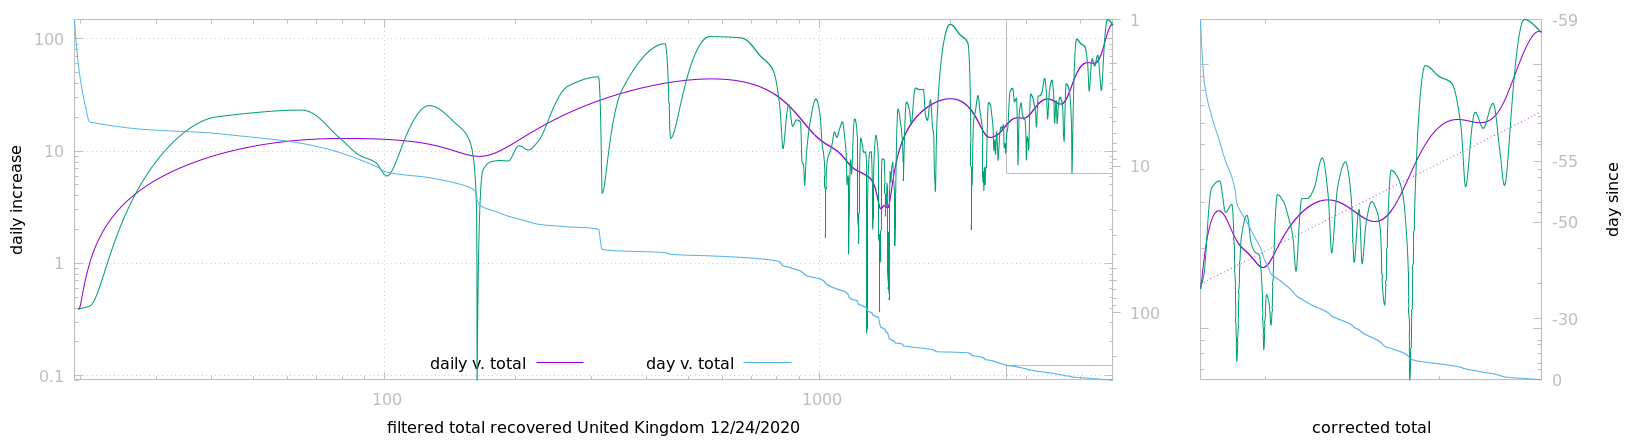 100
10
1
0.1
daily increase
daily v. total
day v. total
100
1000
filtered total recovered United Kingdom 12/24/2020
1
10
100
-59
-55
-50
-30
0
day since
corrected total